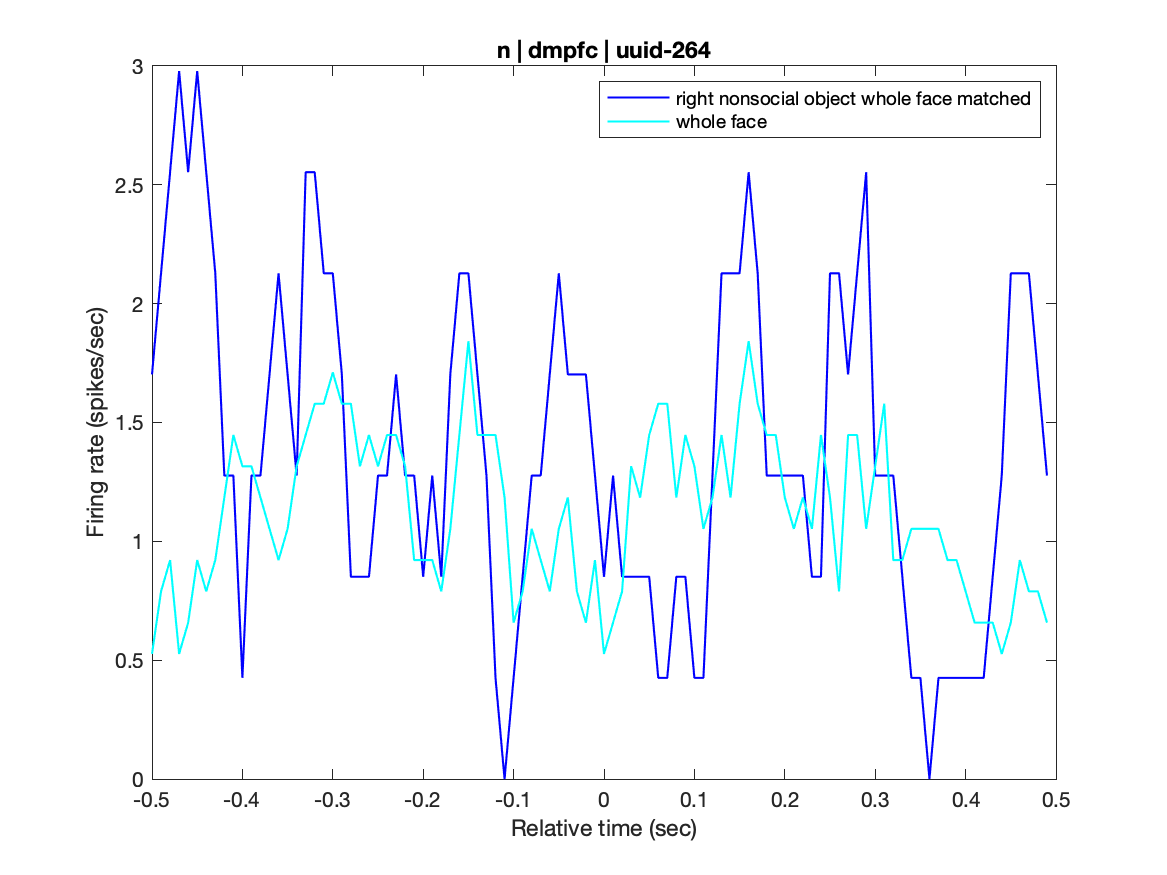 n | dmpfc | uuid-264
right nonsocial object whole face matched
whole face
Firing rate (spikes/sec)
3
2.5
2
1.5
1
0.5
0
-0.5 -0.4 -0.3 -0.2 -0.1 0 0.1 0.2 0.3 0.4 0.5
Relative time (sec)